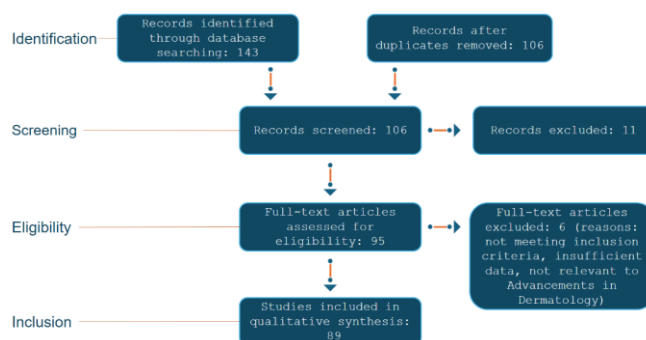 Identification
Records identified
through database
searching: 143
Records after
duplicates removed: 106
Screening
Records screened: 106
Records excluded: 11
Eligibility
Full-text articles
assessed for
eligibility: 95
Full-text articles
excluded: 6 (reasons:
not meeting inclusion
criteria, insufficient
data, not relevant to
Advancements in
Dermatology)
Inclusion
Studies included in
qualitative synthesis:
89